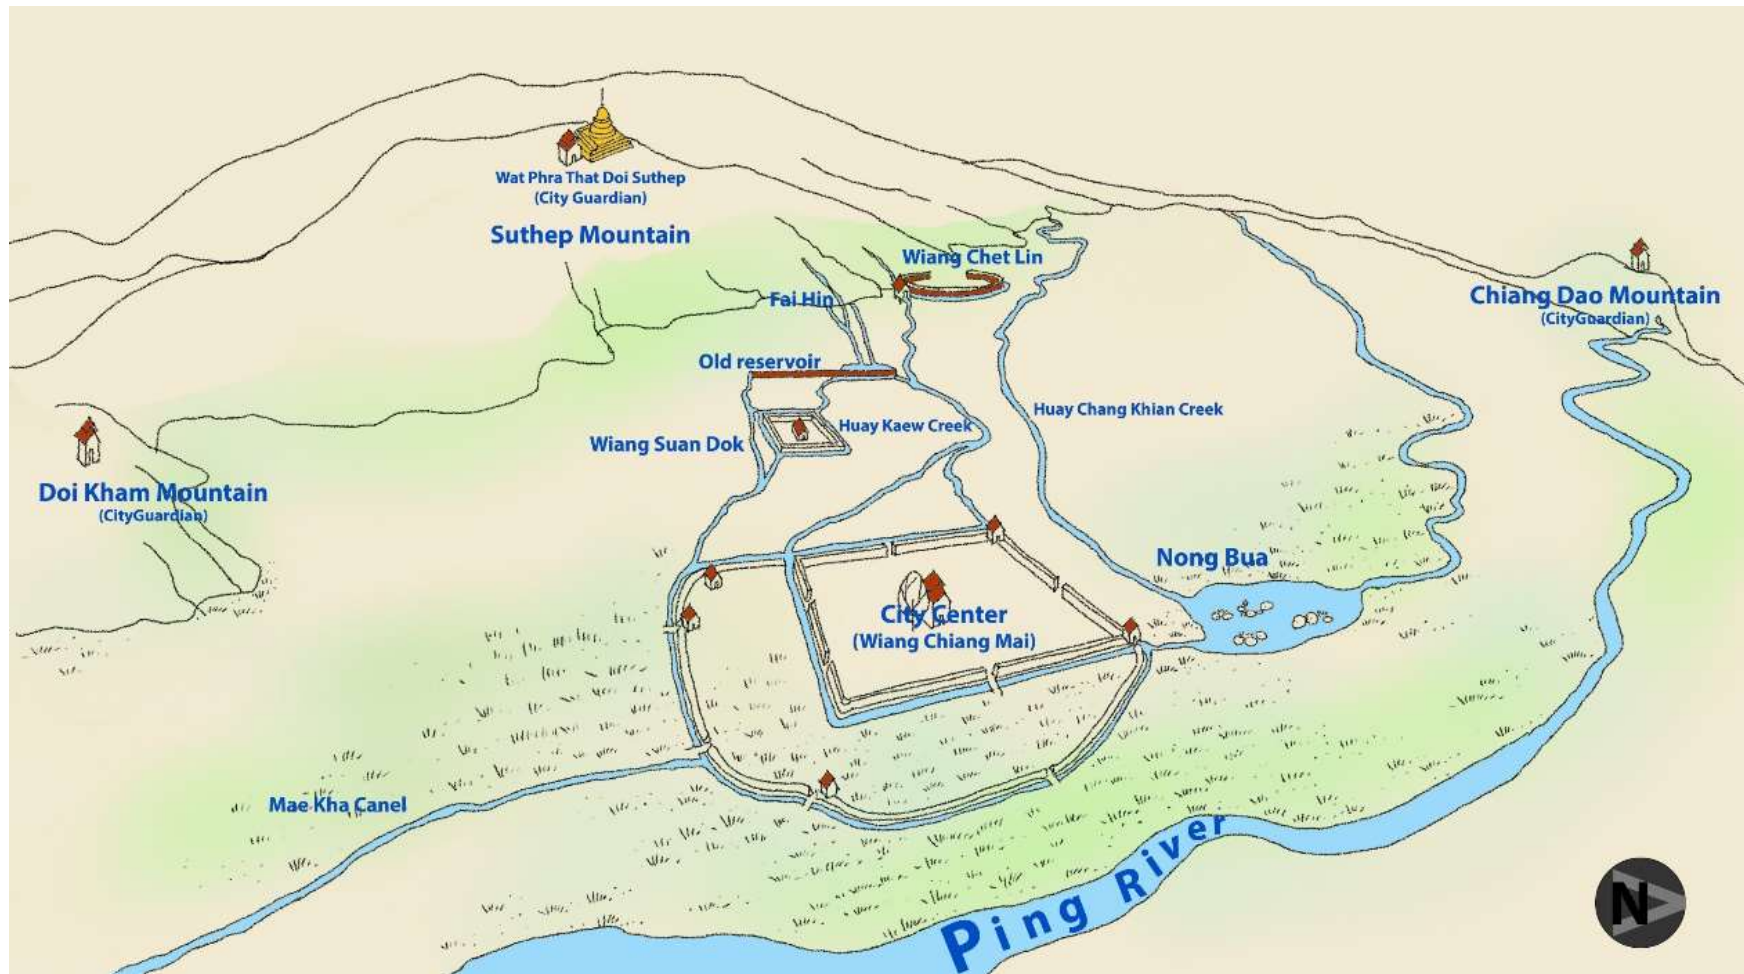 Wat Phra That Doi Suthep
(City Guardian)
Suthep Mountain
Wiang Chet Lin
Fai Hin
Chiang Dao Mountain
(CityGuardian)
Old reservoir
Huay Chang Khian Creek
Huay Kaew Creek
Wiang Suan Dok
Doi Kham Mountain
(CityGuardian)
Nong Bua
City Center
(Wiang Chiang Mai)
Mae Kha Canel
Ping River
N